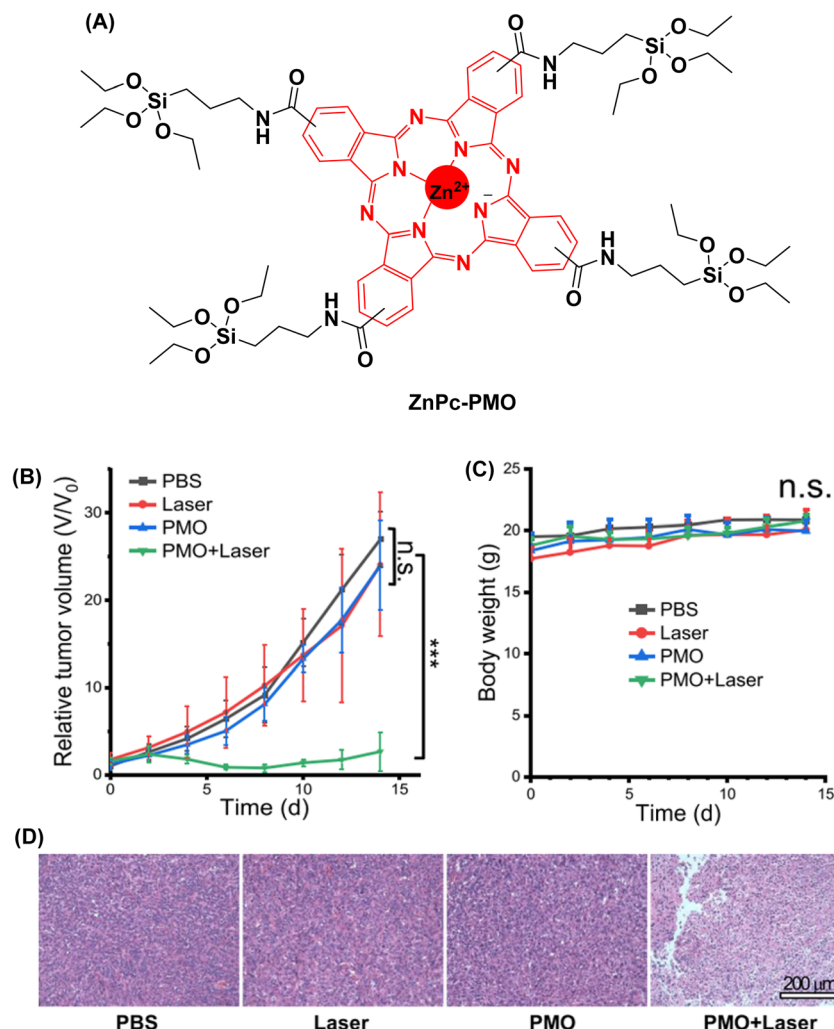 (A)
O
O
Si
O
N
H
O
O
Si
O
O
N
H
O
N
N
N
N
N
N
N
N
−
Zn2+
O
H
N
O
Si
O
O
O
O
Si
O
H
N
O
ZnPc-PMO
(B)
Relative tumor volume (V/V0)
30
20
10
0
PBS
Laser
PMO
PMO+Laser
n.s.
***
0
5
10
15
Time (d)
(C)
Body weight (g)
25
20
15
10
5
0
n.s.
PBS
Laser
PMO
PMO+Laser
0
5
10
15
Time (d)
(D)
200 μm
PBS
Laser
PMO
PMO+Laser